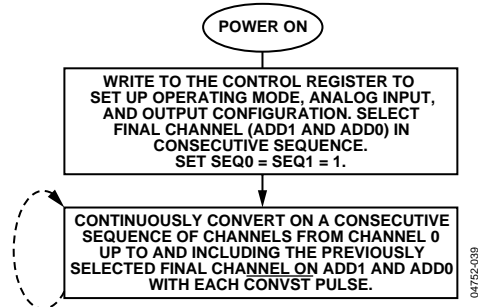 POWER ON
WRITE TO THE CONTROL REGISTER TO
SET UP OPERATING MODE, ANALOG INPUT,
AND OUTPUT CONFIGURATION. SELECT
FINAL CHANNEL (ADD1 AND ADD0) IN
CONSECUTIVE SEQUENCE.
SET SEQ0 = SEQ1 = 1.
CONTINUOUSLY CONVERT ON A CONSECUTIVE
SEQUENCE OF CHANNELS FROM CHANNEL 0
UP TO AND INCLUDING THE PREVIOUSLY
SELECTED FINAL CHANNEL ON ADD1 AND ADD0
WITH EACH CONVST PULSE.
04752-039